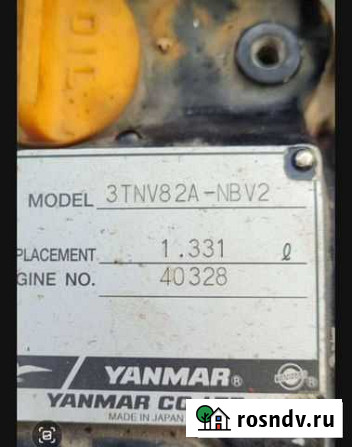 OIL
MODEL 3TNV82A-NBV2
PLACEMENT 1.331 ℓ
GINE NO. 40328
YANMAR®
YANMAR CO
MADE IN JAPAN
rosndv.ru